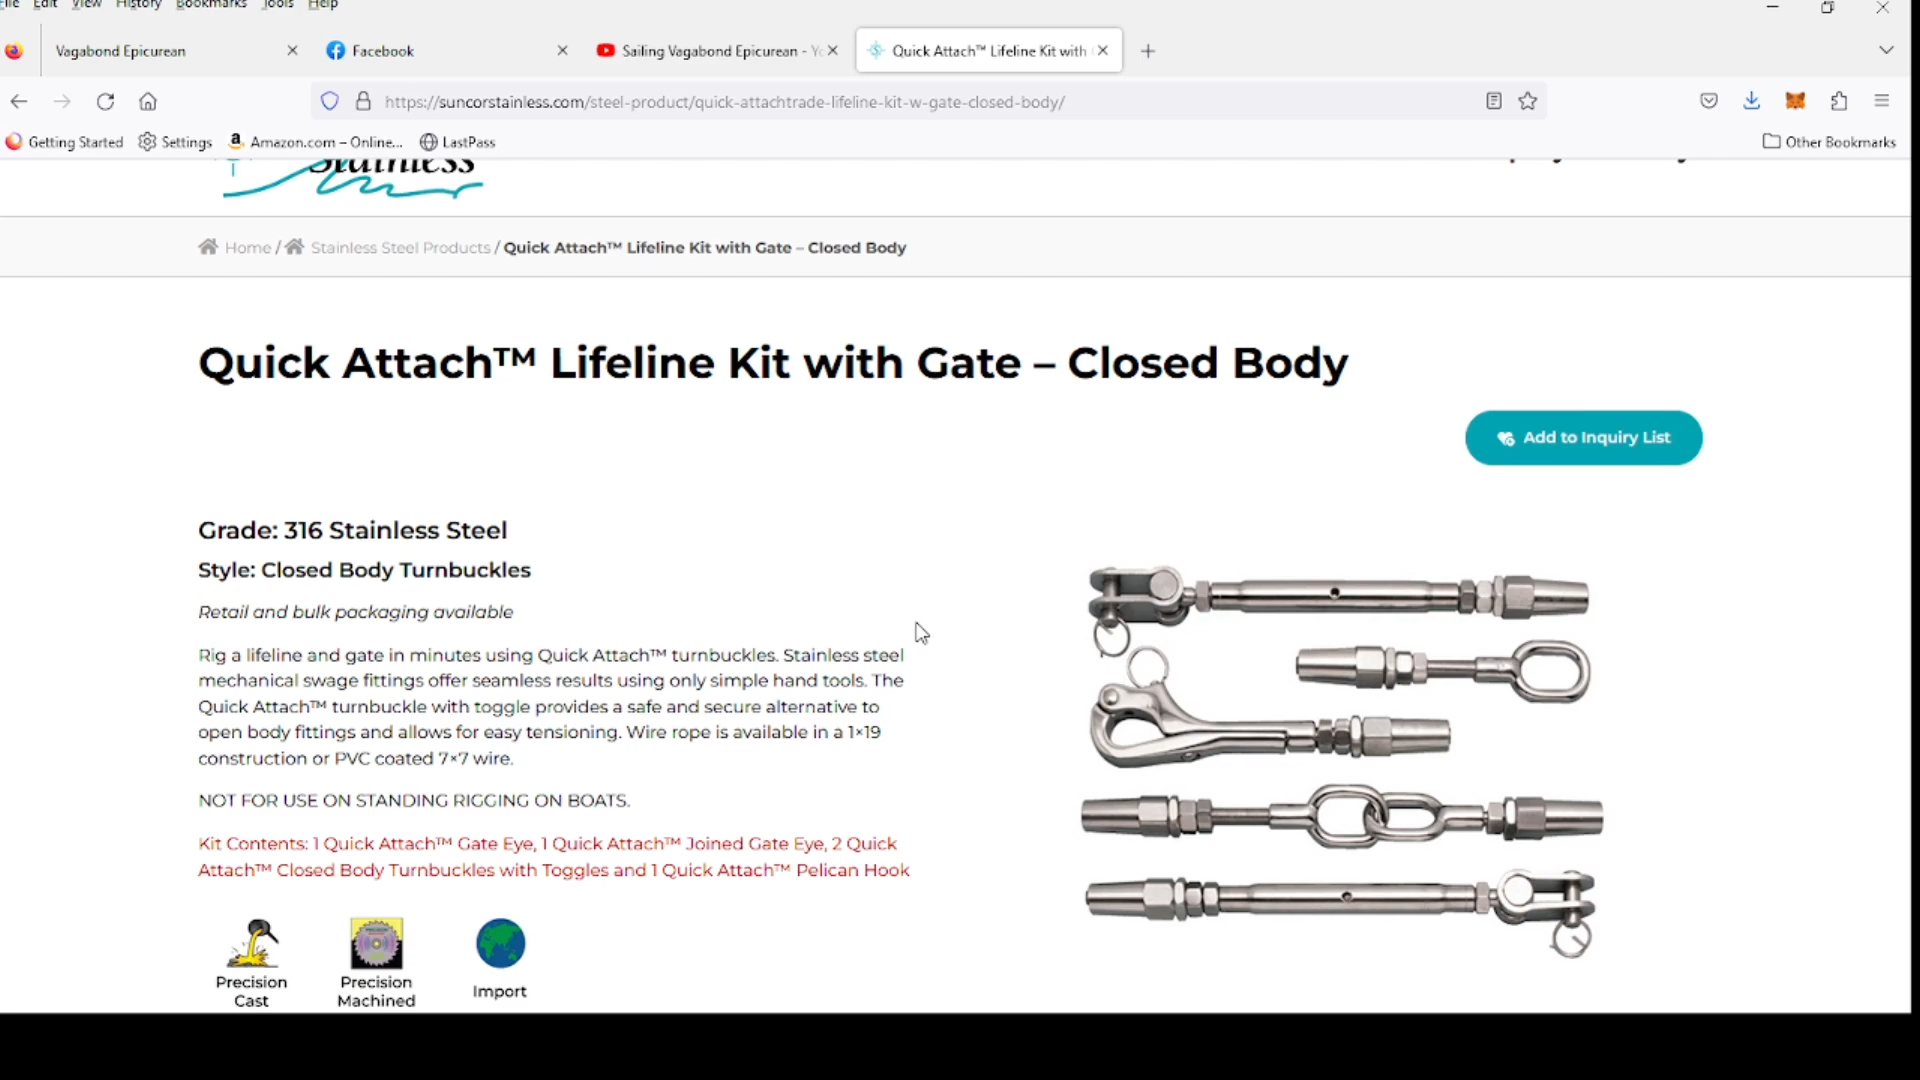 File Edit View History Bookmarks Tools Help
Vagabond Epicurean
Facebook
Sailing Vagabond Epicurean - Yo
Quick Attach™ Lifeline Kit with
https://suncorstainless.com/steel-product/quick-attachtrade-lifeline-kit-w-gate-closed-body/
Getting Started
Settings
Amazon.com – Online...
LastPass
Other Bookmarks
Stainless
Home / Stainless Steel Products / Quick Attach™ Lifeline Kit with Gate – Closed Body
Quick Attach™ Lifeline Kit with Gate – Closed Body
Add to Inquiry List
Grade: 316 Stainless Steel
Style: Closed Body Turnbuckles
Retail and bulk packaging available
Rig a lifeline and gate in minutes using Quick Attach™ turnbuckles. Stainless steel
mechanical swage fittings offer seamless results using only simple hand tools. The
Quick Attach™ turnbuckle with toggle provides a safe and secure alternative to
open body fittings and allows for easy tensioning. Wire rope is available in a 1×19
construction or PVC coated 7×7 wire.
NOT FOR USE ON STANDING RIGGING ON BOATS.
Kit Contents: 1 Quick Attach™ Gate Eye, 1 Quick Attach™ Joined Gate Eye, 2 Quick
Attach™ Closed Body Turnbuckles with Toggles and 1 Quick Attach™ Pelican Hook
Precision
Cast
Precision
Machined
Import